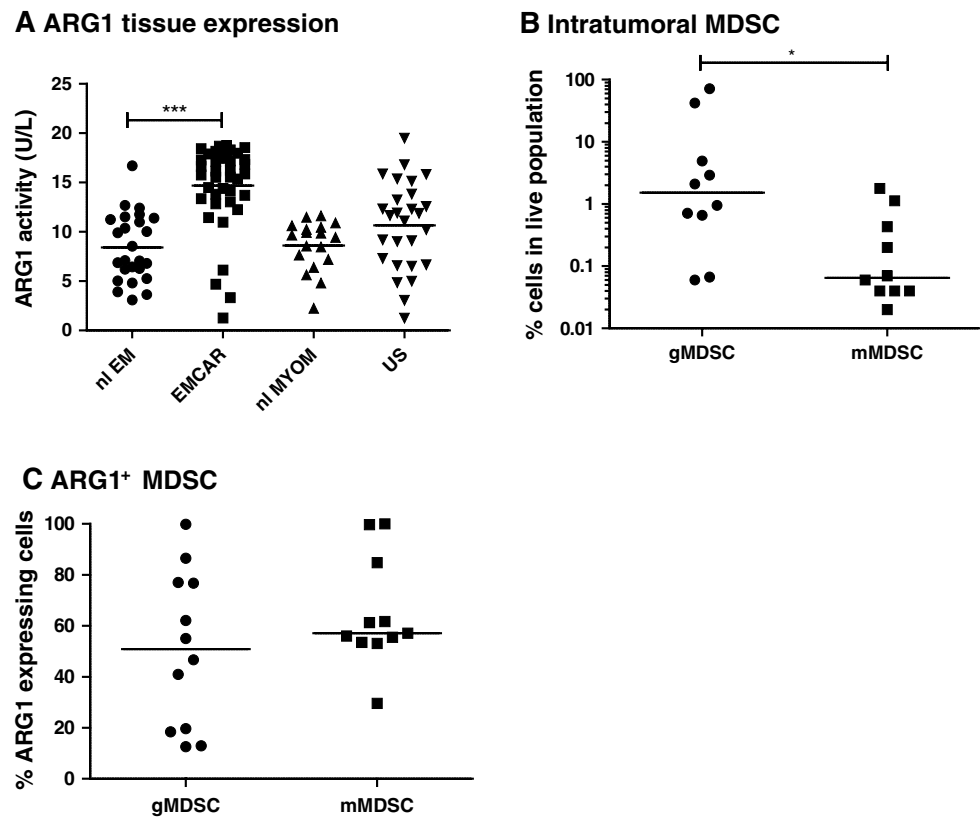 A ARG1 tissue expression
ARG1 activity (U/L)
25
20
15
10
5
0
***
nl EM
EMCAR
nl MYOM
US
B Intratumoral MDSC
% cells in live population
100
10
1
0.1
0.01
*
gMDSC
mMDSC
C ARG1+ MDSC
% ARG1 expressing cells
100
80
60
40
20
0
gMDSC
mMDSC